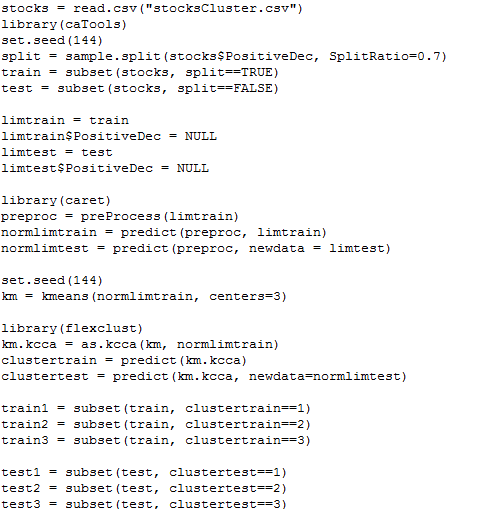 stocks = read.csv("stocksCluster.csv")
library(caTools)
set.seed(144)
split = sample.split(stocks$PositiveDec, SplitRatio=0.7)
train = subset(stocks, split==TRUE)
test = subset(stocks, split==FALSE)
limtrain = train
limtrain$PositiveDec = NULL
limtest = test
limtest$PositiveDec = NULL
library(caret)
preproc = preProcess(limtrain)
normlimtrain = predict(preproc, limtrain)
normlimtest = predict(preproc, newdata = limtest)
set.seed(144)
km = kmeans(normlimtrain, centers=3)
library(flexclust)
km.kcca = as.kcca(km, normlimtrain)
clustertrain = predict(km.kcca)
clustertest = predict(km.kcca, newdata=normlimtest)
train1 = subset(train, clustertrain==1)
train2 = subset(train, clustertrain==2)
train3 = subset(train, clustertrain==3)
test1 = subset(test, clustertest==1)
test2 = subset(test, clustertest==2)
test3 = subset(test, clustertest==3)